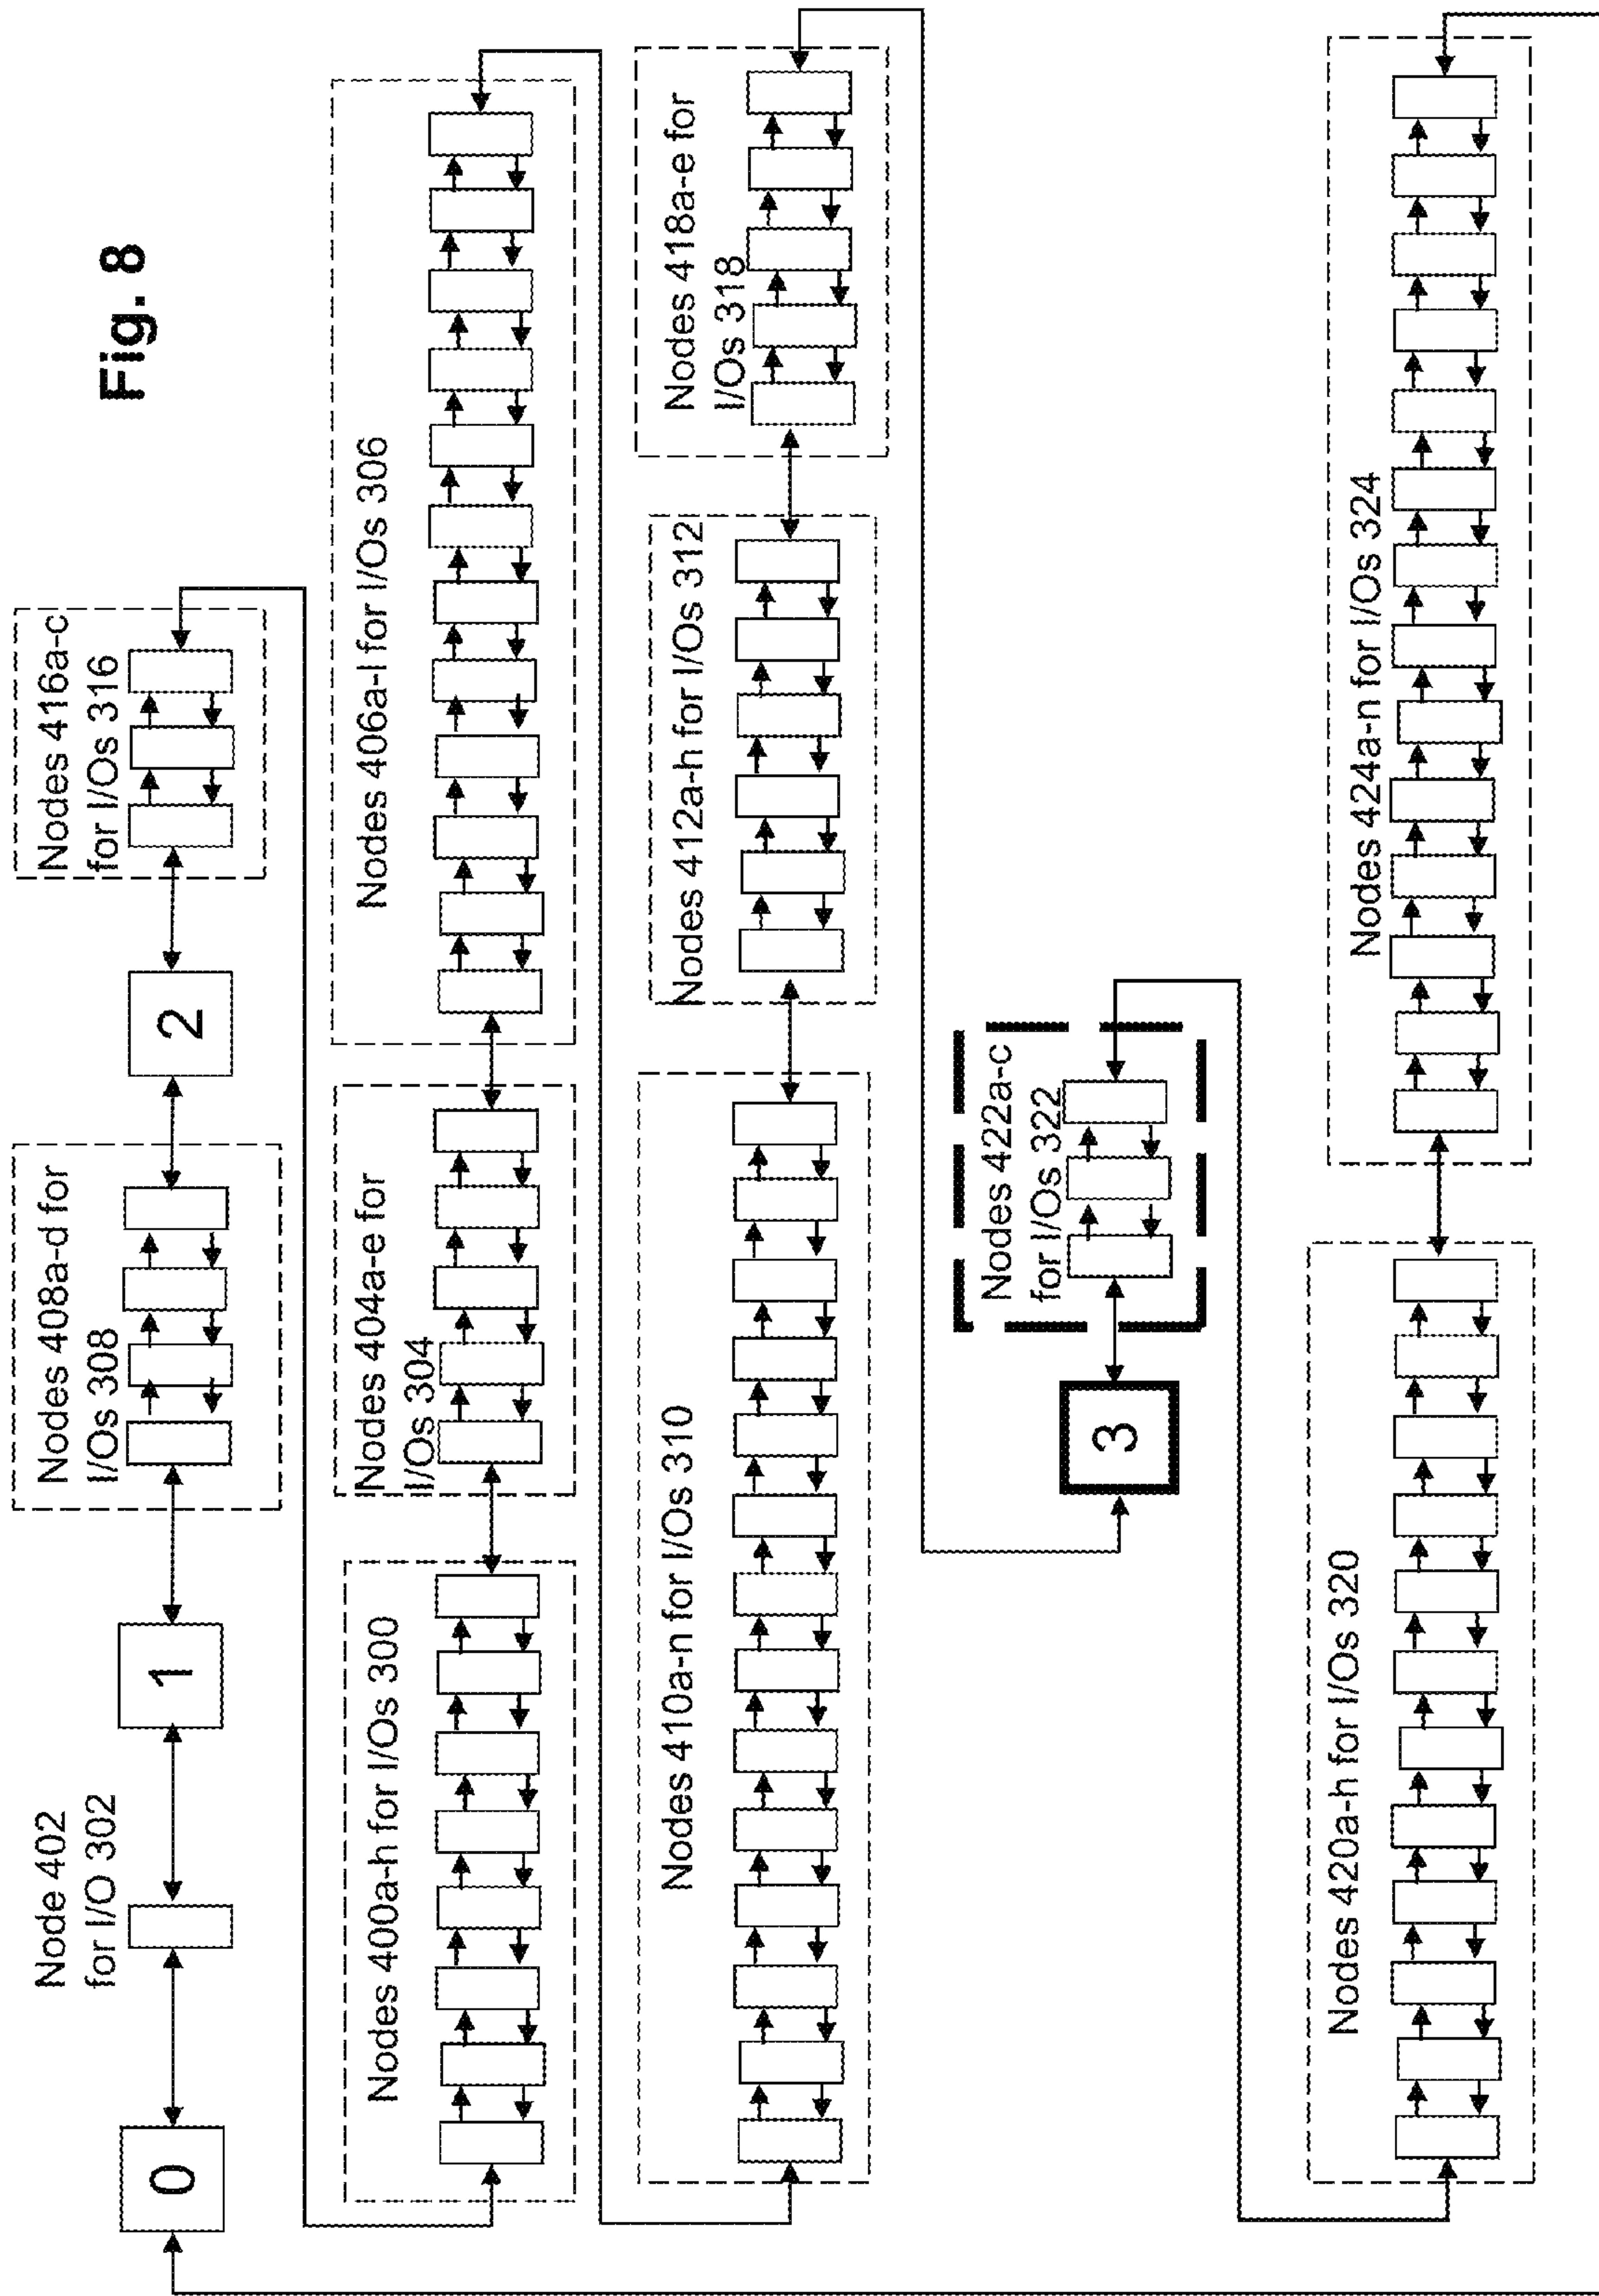 Fig. 8
0
Node 402
for I/O 302
1
Nodes 408a-d for
I/Os 308
2
Nodes 416a-c
for I/Os 316
Nodes 400a-h for I/Os 300
Nodes 404a-e for
I/Os 304
Nodes 406a-l for I/Os 306
Nodes 410a-n for I/Os 310
Nodes 412a-h for I/Os 312
Nodes 418a-e for
I/Os 318
3
Nodes 422a-c
for I/Os 322
Nodes 420a-h for I/Os 320
Nodes 424a-n for I/Os 324